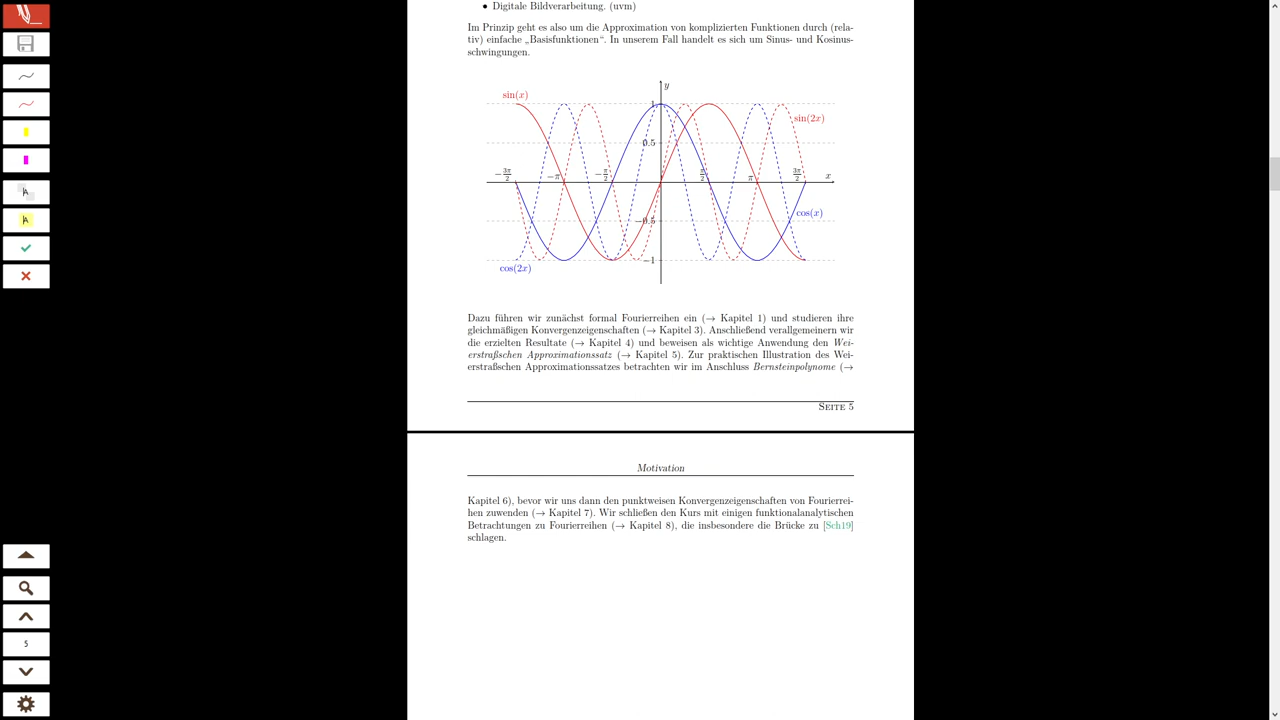 • Digitale Bildverarbeitung. (uvm)
Im Prinzip geht es also um die Approximation von komplizierten Funktionen durch (rela-
tiv) einfache „Basisfunktionen“. In unserem Fall handelt es sich um Sinus- und Kosinus-
schwingungen.
y
sin(x)
1
sin(2x)
0.5
−3π/2
−π
−π/2
π/2
π
3π/2
x
cos(x)
−0.5
−1
cos(2x)
Dazu führen wir zunächst formal Fourierreihen ein (→ Kapitel 1) und studieren ihre
gleichmäßigen Konvergenzeigenschaften (→ Kapitel 3). Anschließend verallgemeinern wir
die erzielten Resultate (→ Kapitel 4) und beweisen als wichtige Anwendung den Wei-
erstraßschen Approximationssatz (→ Kapitel 5). Zur praktischen Illustration des Wei-
erstraßschen Approximationssatzes betrachten wir im Anschluss Bernsteinpolynome (→
SEITE 5
Motivation
Kapitel 6), bevor wir uns dann den punktweisen Konvergenzeigenschaften von Fourierrei-
hen zuwenden (→ Kapitel 7). Wir schließen den Kurs mit einigen funktionalanalytischen
Betrachtungen zu Fourierreihen (→ Kapitel 8), die insbesondere die Brücke zu [Sch19]
schlagen.
A
A
5